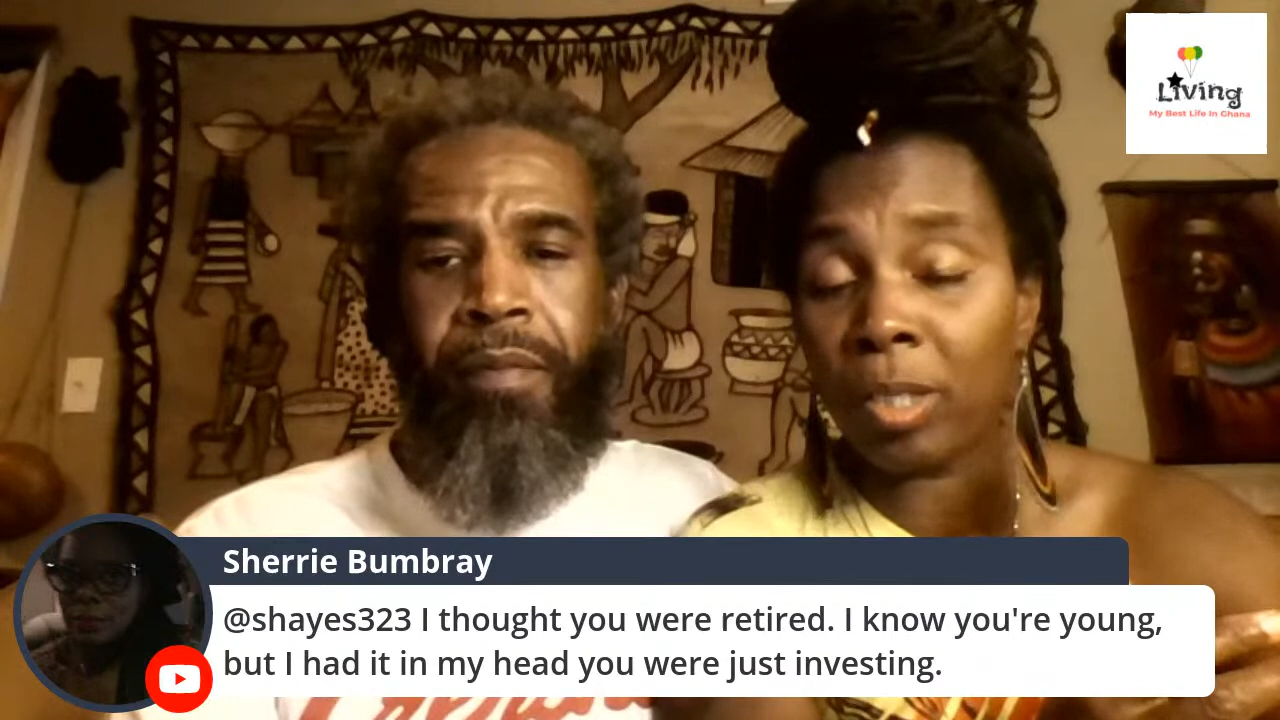 Living
My Best Life In Ghana
Sherrie Bumbray
@shayes323 I thought you were retired. I know you're young,
but I had it in my head you were just investing.